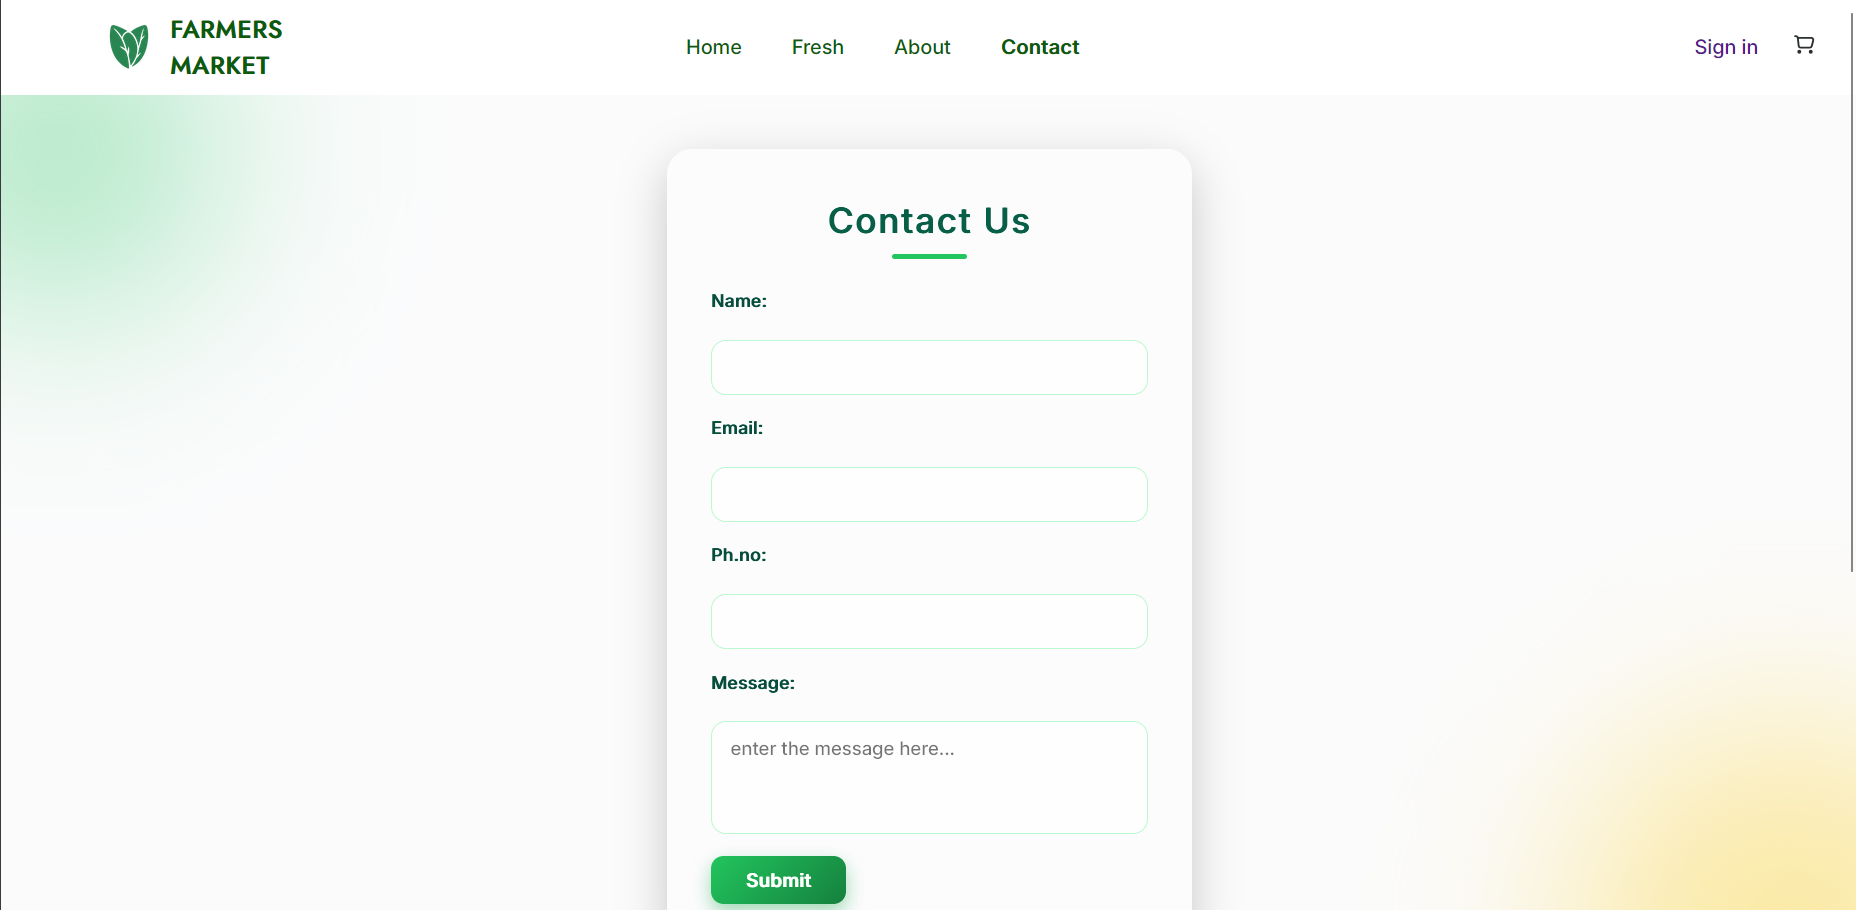 FARMERS
MARKET
Home Fresh About Contact
Sign in
Contact Us
Name:
Email:
Ph.no:
Message:
enter the message here...
Submit